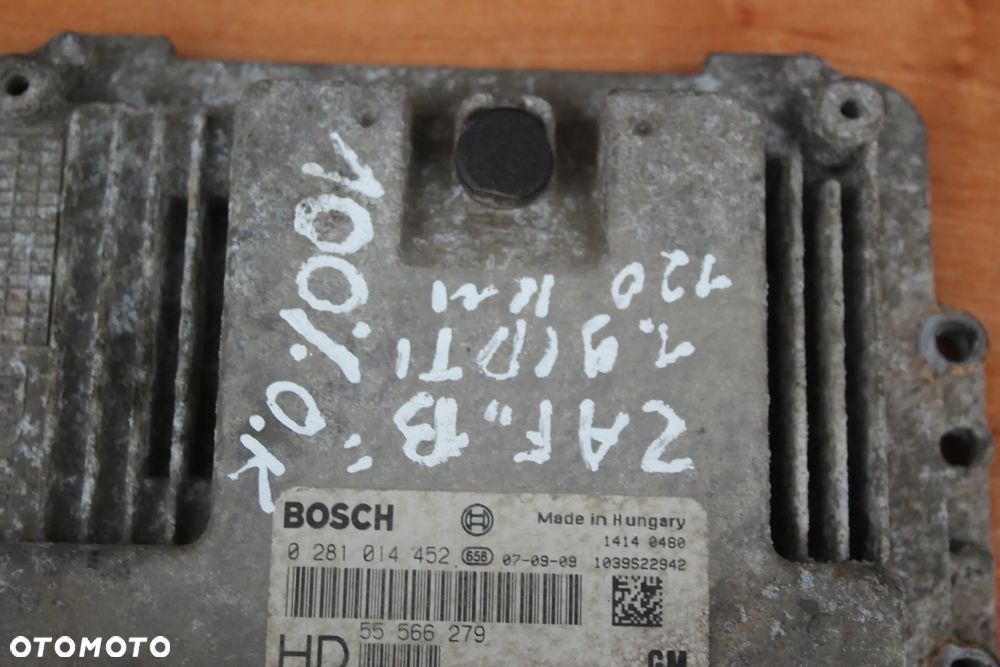 100% O.K
ZAF. „B"
1.9 CDTI
120 KM
BOSCH
Made in Hungary
1414 0480
0 281 014 452 658 07-09-09 1039S22942
55 566 279
HD
GM
OTOMOTO